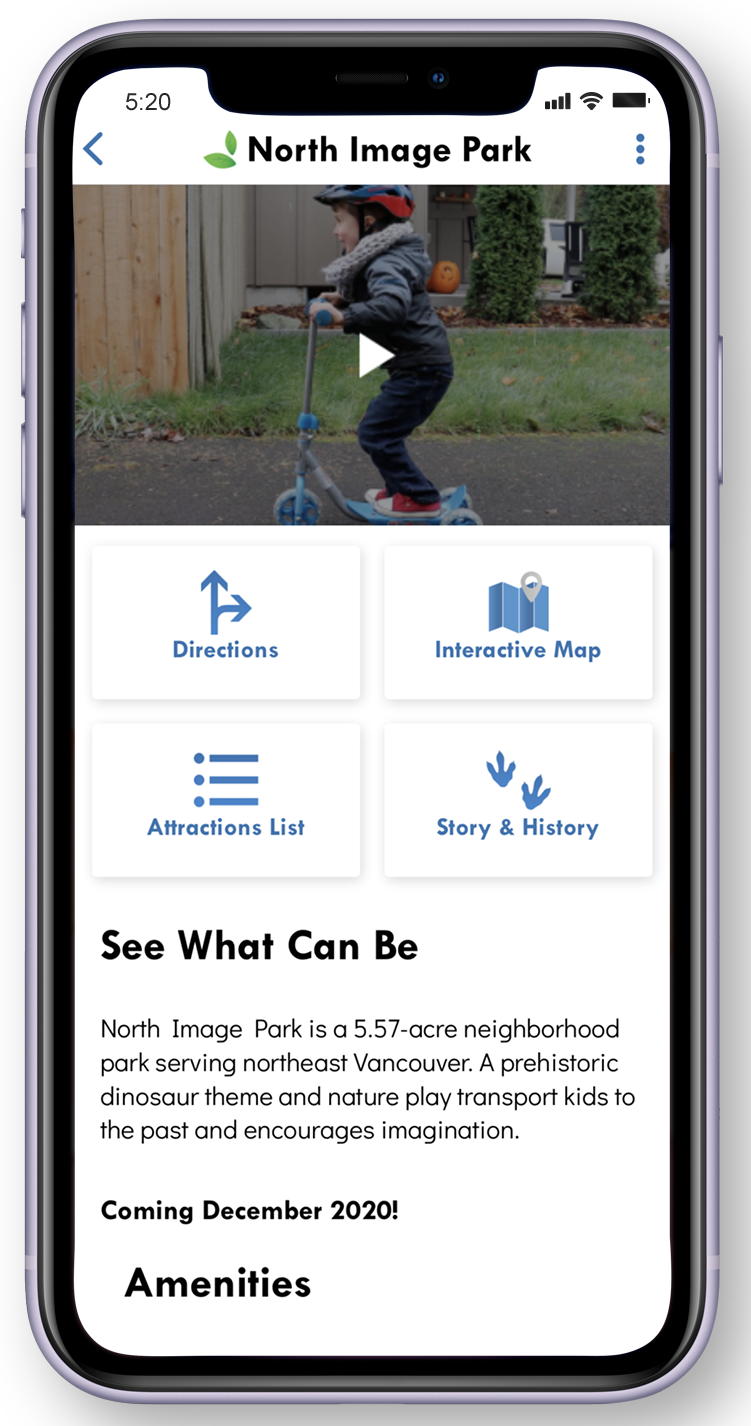 5:20
North Image Park
Directions
Interactive Map
Attractions List
Story & History
See What Can Be
North Image Park is a 5.57-acre neighborhood
park serving northeast Vancouver. A prehistoric
dinosaur theme and nature play transport kids to
the past and encourages imagination.
Coming December 2020!
Amenities